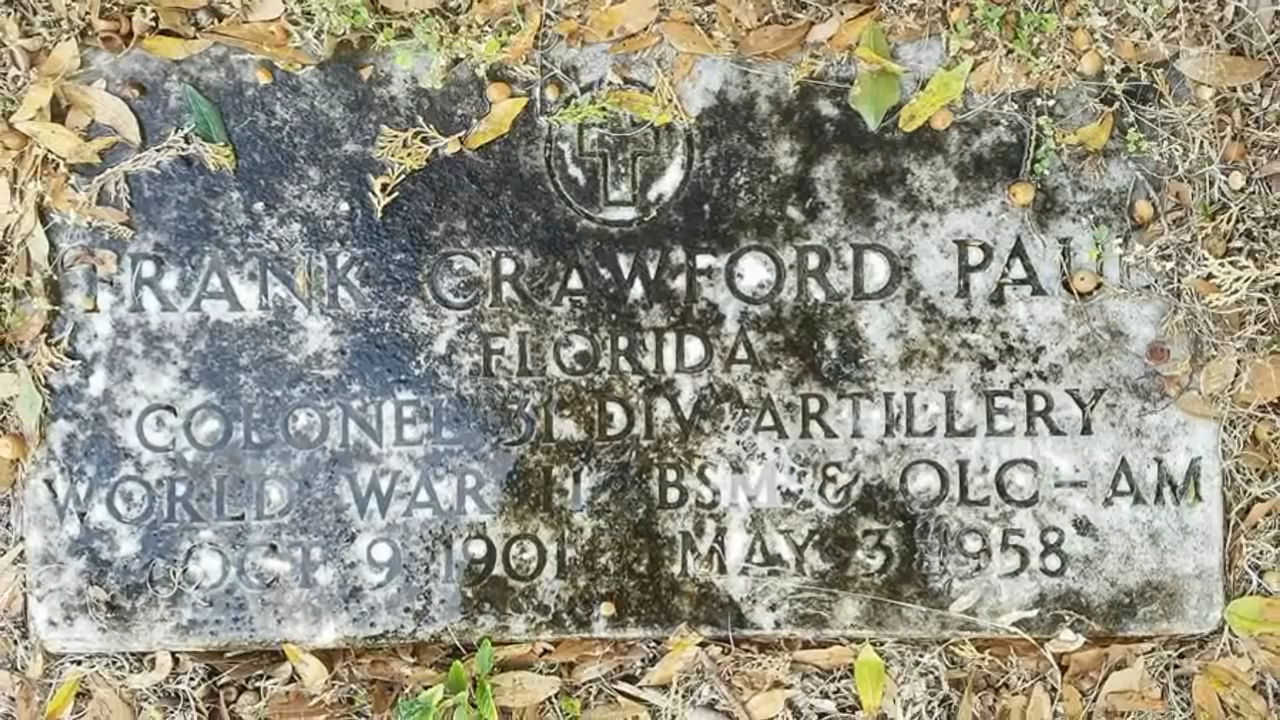 FRANK CRAWFORD PAUL
FLORIDA
COLONEL 31 DIV ARTILLERY
WORLD WAR II BSM & OLC-AM
OCT 9 1901 MAY 3 1958